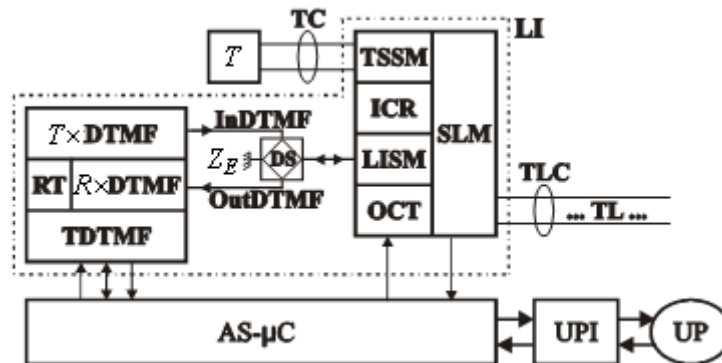 TC
LI
T
TSSM
ICR
SLM
LISM
OCT
T×DTMF
InDTMF
Z_E
DS
RT
R×DTMF
OutDTMF
TDTMF
TLC
... TL ...
AS-µC
UPI
UP